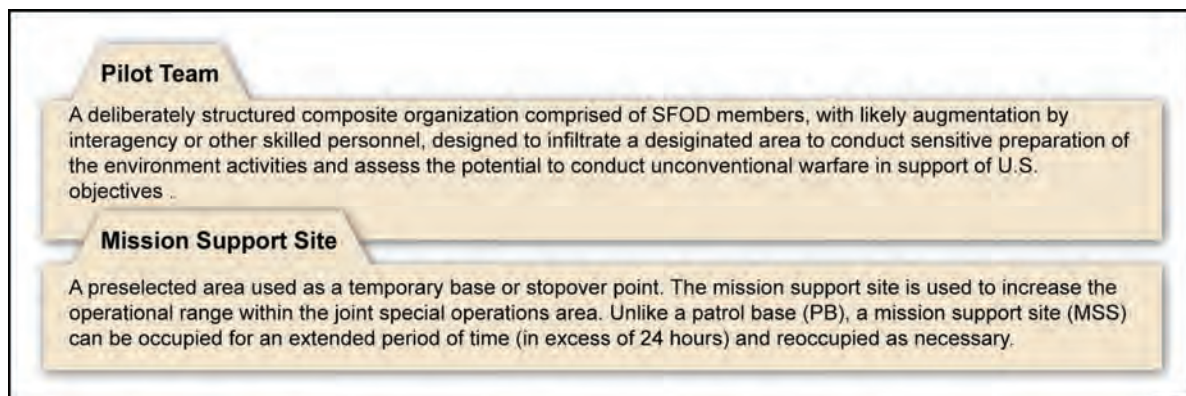 Pilot Team
A deliberately structured composite organization comprised of SFOD members, with likely augmentation by
interagency or other skilled personnel, designed to infiltrate a desiginated area to conduct sensitive preparation of
the environment activities and assess the potential to conduct unconventional warfare in support of U.S.
objectives .
Mission Support Site
A preselected area used as a temporary base or stopover point. The mission support site is used to increase the
operational range within the joint special operations area. Unlike a patrol base (PB), a mission support site (MSS)
can be occupied for an extended period of time (in excess of 24 hours) and reoccupied as necessary.